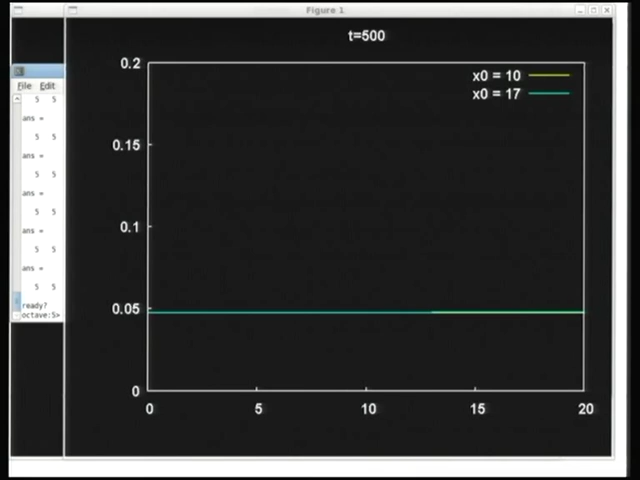 Figure 1
t=500
x0 = 10
x0 = 17
0.2
0.15
0.1
0.05
0
0 5 10 15 20
File Edit
5 5
ans =
5 5
ans =
5 5
ans =
5 5
ans =
5 5
ans =
5 5
ready?
octave:5>